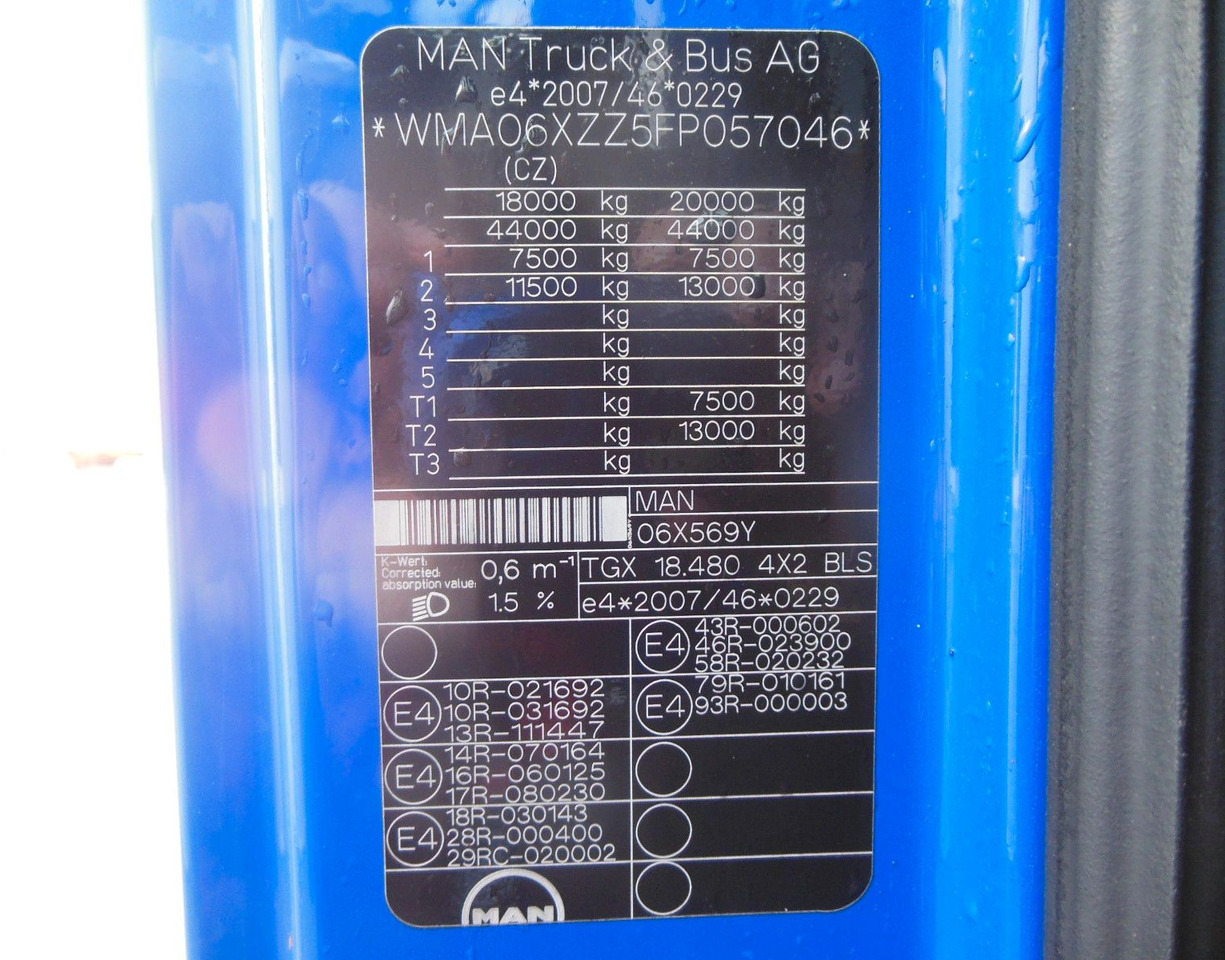 MAN Truck & Bus AG
e4*2007/46*0229
*WMA06XZZ5FP057046*
(CZ)
18000 kg 20000 kg
44000 kg 44000 kg
1 7500 kg 7500 kg
2 11500 kg 13000 kg
3 kg kg
4 kg kg
5 kg kg
T1 kg 7500 kg
T2 kg 13000 kg
T3 kg kg
MAN
06X569Y
K-Wert:
Corrected:
absorption value:
0,6 m⁻¹
1.5 %
TGX 18.480 4X2 BLS
e4*2007/46*0229
E4
10R-021692
10R-031692
13R-111447
E4
14R-070164
16R-060125
17R-080230
E4
18R-030143
28R-000400
29RC-020002
E4
43R-000602
46R-023900
58R-020232
E4
79R-010161
93R-000003
MAN